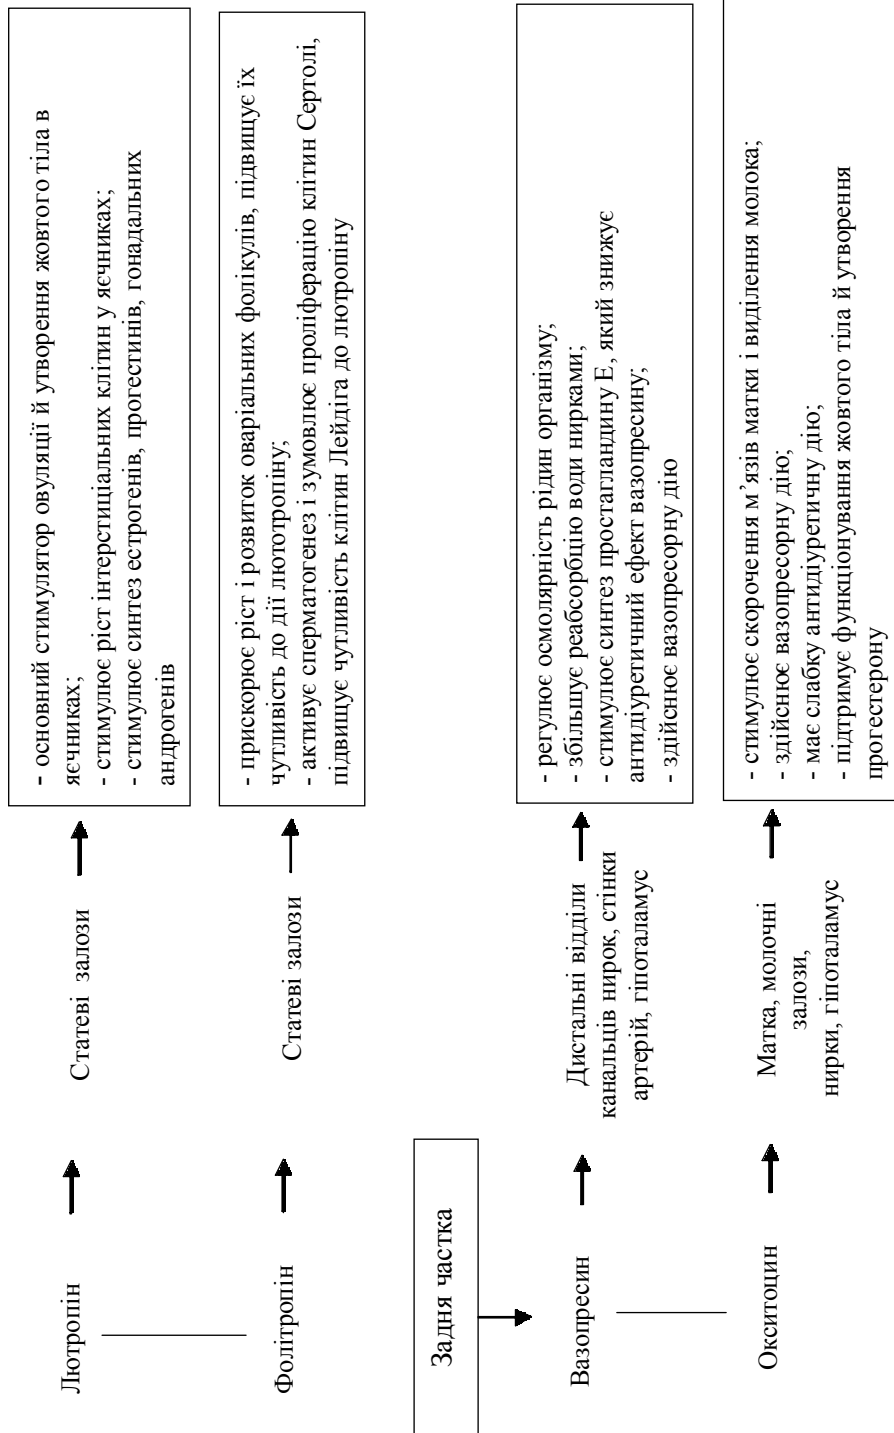 Лютропін
Статеві залози
- основний стимулятор овуляції й утворення жовтого тіла в
яєчниках;
- стимулює ріст інтерстиціальних клітин у яєчниках;
- стимулює синтез естрогенів, прогестинів, гонадальних
андрогенів
Фолітропін
Статеві залози
- прискорює ріст і розвиток оваріальних фолікулів, підвищує їх
чутливість до дії лютотропіну;
- активує сперматогенез і зумовлює проліферацію клітин Сертолі,
підвищує чутливість клітин Лейдіга до лютропіну
Задня частка
Вазопресин
Дистальні відділи
канальців нирок, стінки
артерій, гіпоталамус
- регулює осмолярність рідин організму;
- збільшує реабсорбцію води нирками;
- стимулює синтез простагландину Е, який знижує
антидіуретичний ефект вазопресину;
- здійснює вазопресорну дію
Окситоцин
Матка, молочні
залози,
нирки, гіпоталамус
- стимулює скорочення м’язів матки і виділення молока;
- здійснює вазопресорну дію;
- має слабку антидіуретичну дію;
- підтримує функціонування жовтого тіла й утворення
прогестерону